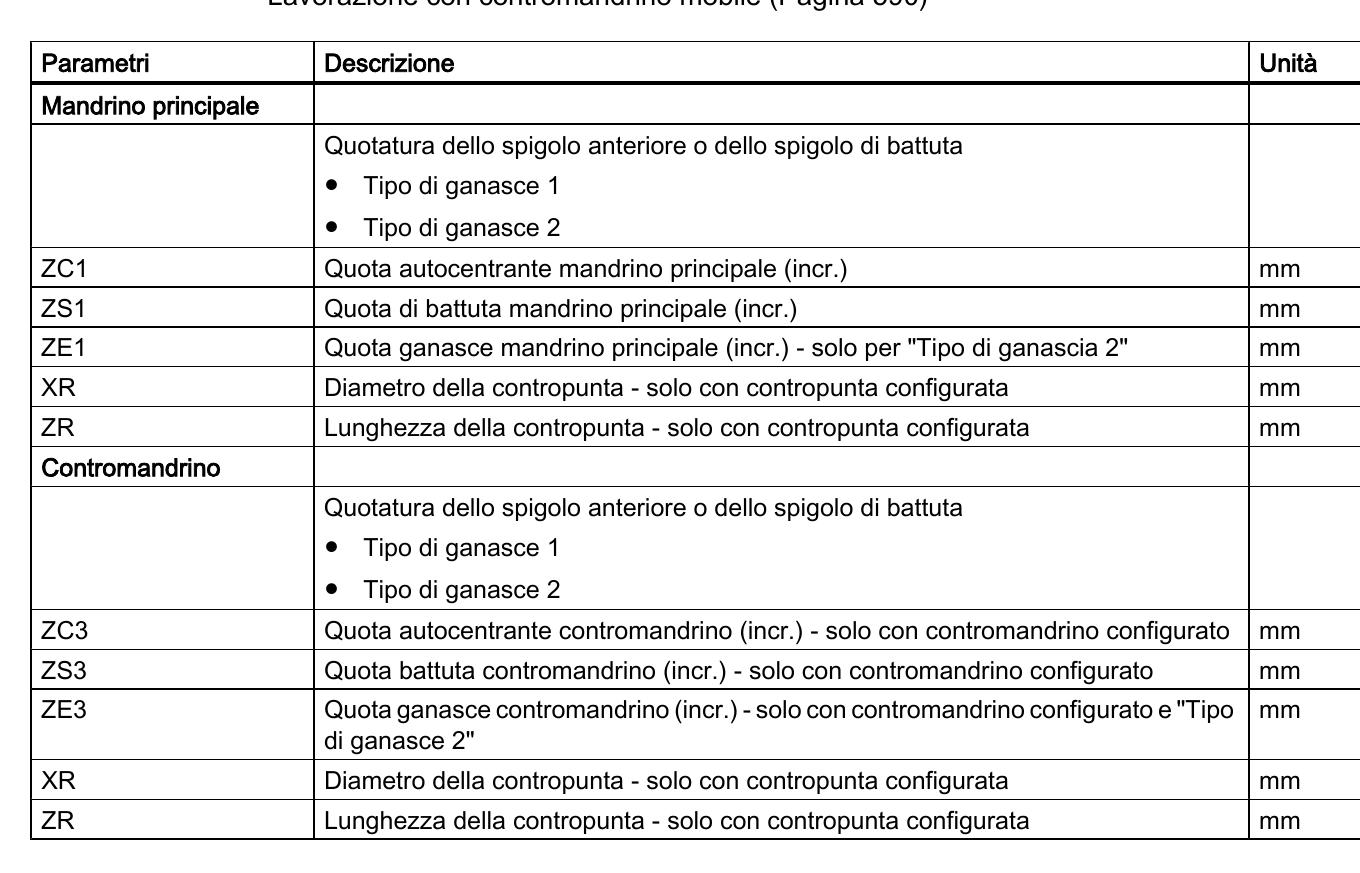 Lavorazione con contromandrino mobile (Pagina
Parametri Descrizione Unità
Mandrino principale
Quotatura dello spigolo anteriore o dello spigolo di battuta
● Tipo di ganasce 1
● Tipo di ganasce 2
ZC1 Quota autocentrante mandrino principale (incr.) mm
ZS1 Quota di battuta mandrino principale (incr.) mm
ZE1 Quota ganasce mandrino principale (incr.) - solo per "Tipo di ganascia 2" mm
XR Diametro della contropunta - solo con contropunta configurata mm
ZR Lunghezza della contropunta - solo con contropunta configurata mm
Contromandrino
Quotatura dello spigolo anteriore o dello spigolo di battuta
● Tipo di ganasce 1
● Tipo di ganasce 2
ZC3 Quota autocentrante contromandrino (incr.) - solo con contromandrino configurato mm
ZS3 Quota battuta contromandrino (incr.) - solo con contromandrino configurato mm
ZE3 Quota ganasce contromandrino (incr.) - solo con contromandrino configurato e "Tipo mm
di ganasce 2"
XR Diametro della contropunta - solo con contropunta configurata mm
ZR Lunghezza della contropunta - solo con contropunta configurata mm